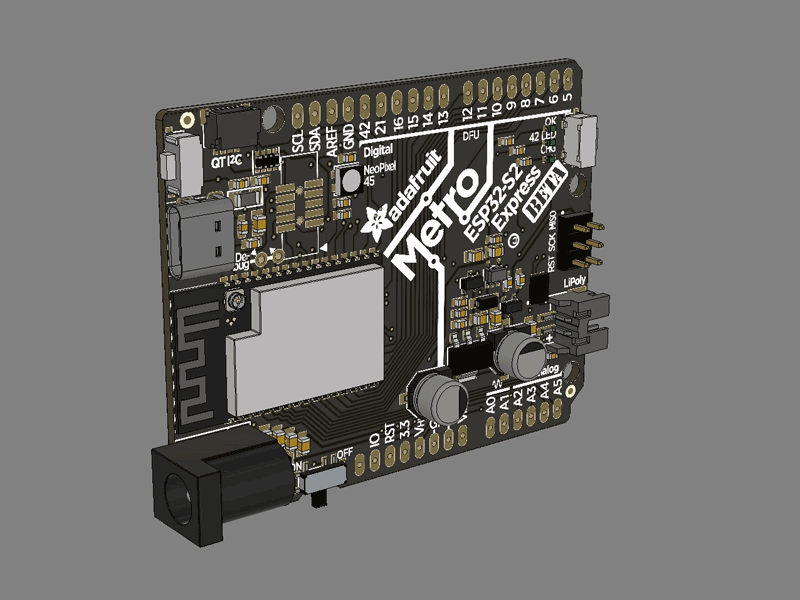 SCL SDA AREF GND 42 21 16 15 14 13 12 11 10 9 8 7 6 5
Digital
DFU
OK
42 LED
CHG
QT I2C
NeoPixel
45
adafruit
Metro
ESP32-S2
Express
BETA
De-
bug
RST SCK MISO
LiPoly
+
A0 A1 A2 A3 A4 A5
IO RST 3.3
ON
OFF